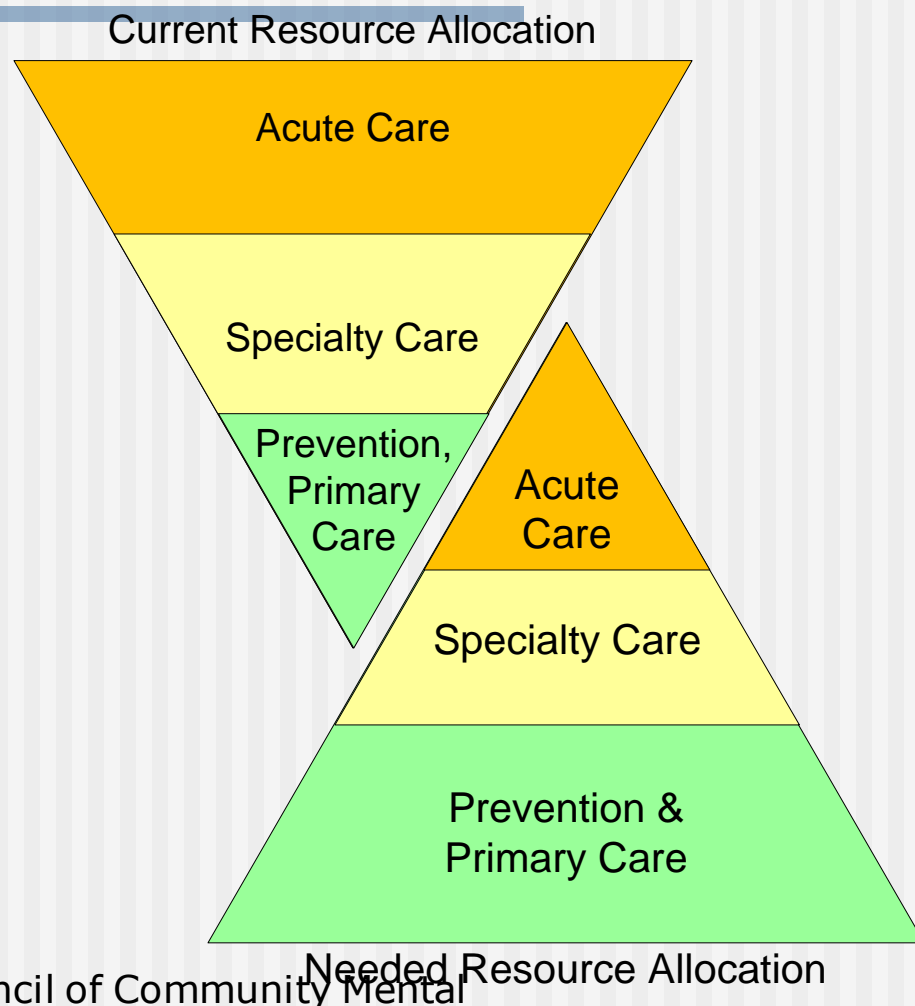 Current Resource Allocation
Acute Care
Specialty Care
Prevention,
Primary
Care
Acute
Care
Specialty Care
Prevention &
Primary Care
Needed Resource Allocation
ncil of Community Mental